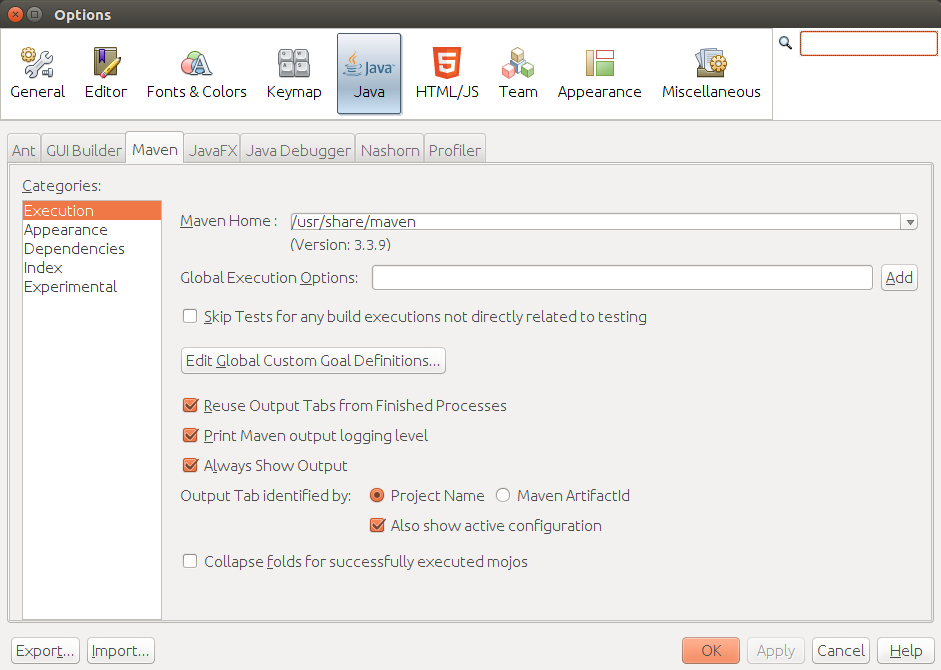 Options
General Editor Fonts & Colors Keymap Java Java HTML/JS Team Appearance Miscellaneous
Ant GUI Builder Maven JavaFX Java Debugger Nashorn Profiler
Categories:
Execution
Appearance
Dependencies
Index
Experimental
Maven Home : /usr/share/maven
(Version: 3.3.9)
Global Execution Options: Add
Skip Tests for any build executions not directly related to testing
Edit Global Custom Goal Definitions...
Reuse Output Tabs from Finished Processes
Print Maven output logging level
Always Show Output
Output Tab identified by: Project Name Maven ArtifactId
Also show active configuration
Collapse folds for successfully executed mojos
Export... Import... OK Apply Cancel Help